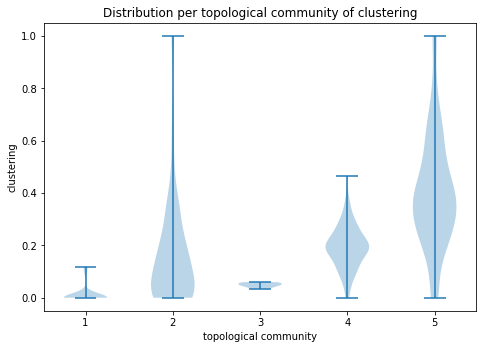 Distribution per topological community of clustering
clustering
1.0
0.8
0.6
0.4
0.2
0.0
1 2 3 4 5
topological community